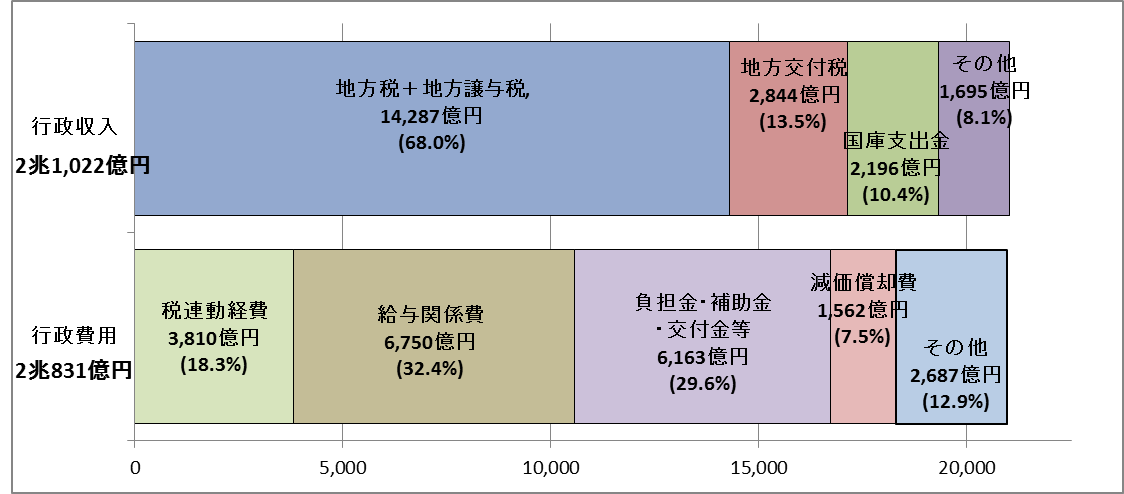 行政収入
2兆1,022億円
地方税＋地方譲与税,
14,287億円
(68.0%)
地方交付税
2,844億円
(13.5%)
国庫支出金
2,196億円
(10.4%)
その他
1,695億円
(8.1%)
行政費用
2兆831億円
税連動経費
3,810億円
(18.3%)
給与関係費
6,750億円
(32.4%)
負担金・補助金
・交付金等
6,163億円
(29.6%)
減価償却費
1,562億円
(7.5%)
その他
2,687億円
(12.9%)
0
5,000
10,000
15,000
20,000